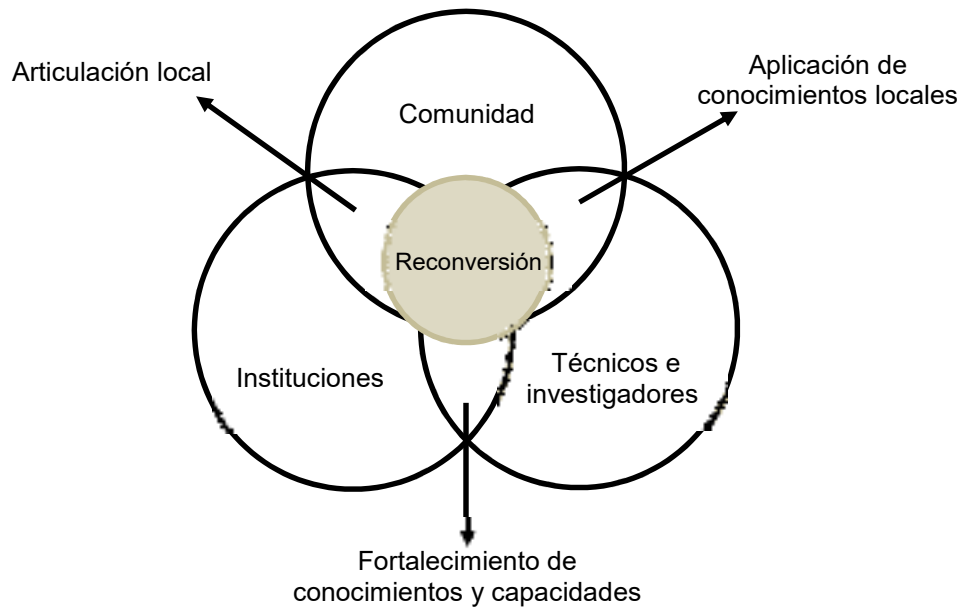 Articulación local
Aplicación de
conocimientos locales
Comunidad
Reconversión
Instituciones
Técnicos e
investigadores
Fortalecimiento de
conocimientos y capacidades